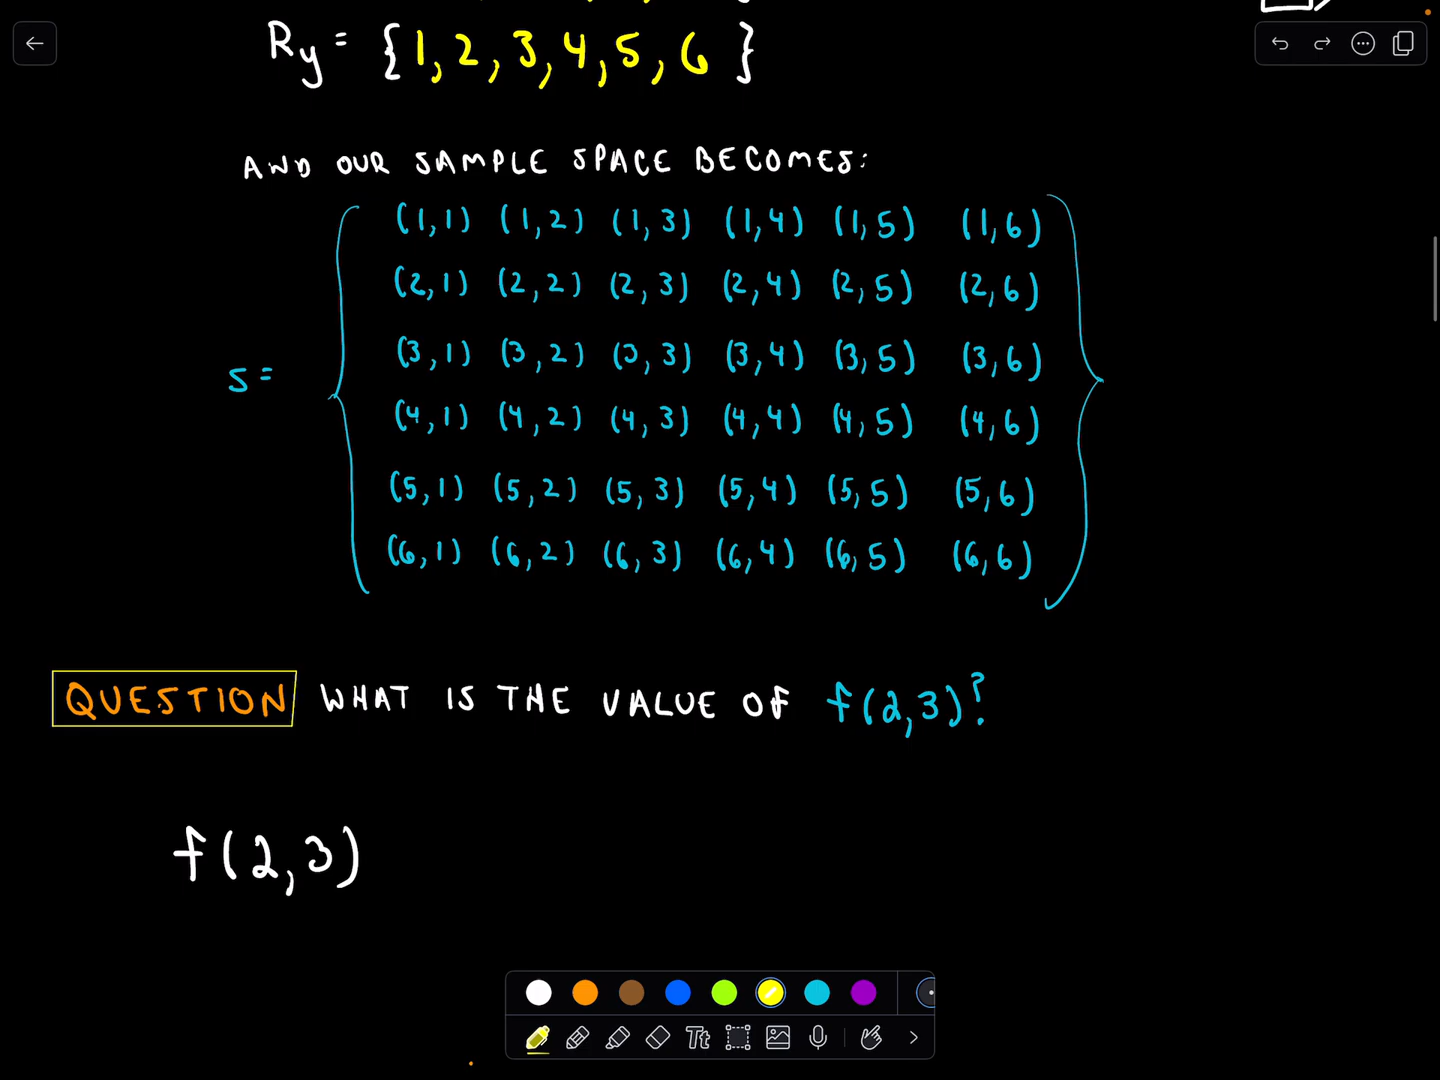 Ry = {1, 2, 3, 4, 5, 6 }
AND OUR SAMPLE SPACE BECOMES:
(1,1) (1,2) (1,3) (1,4) (1,5) (1,6)
(2,1) (2,2) (2,3) (2,4) (2,5) (2,6)
(3,1) (3,2) (3,3) (3,4) (3,5) (3,6)
S =
(4,1) (4,2) (4,3) (4,4) (4,5) (4,6)
(5,1) (5,2) (5,3) (5,4) (5,5) (5,6)
(6,1) (6,2) (6,3) (6,4) (6,5) (6,6)
QUESTION WHAT IS THE VALUE OF f(2,3)?
f(2,3)
Tt